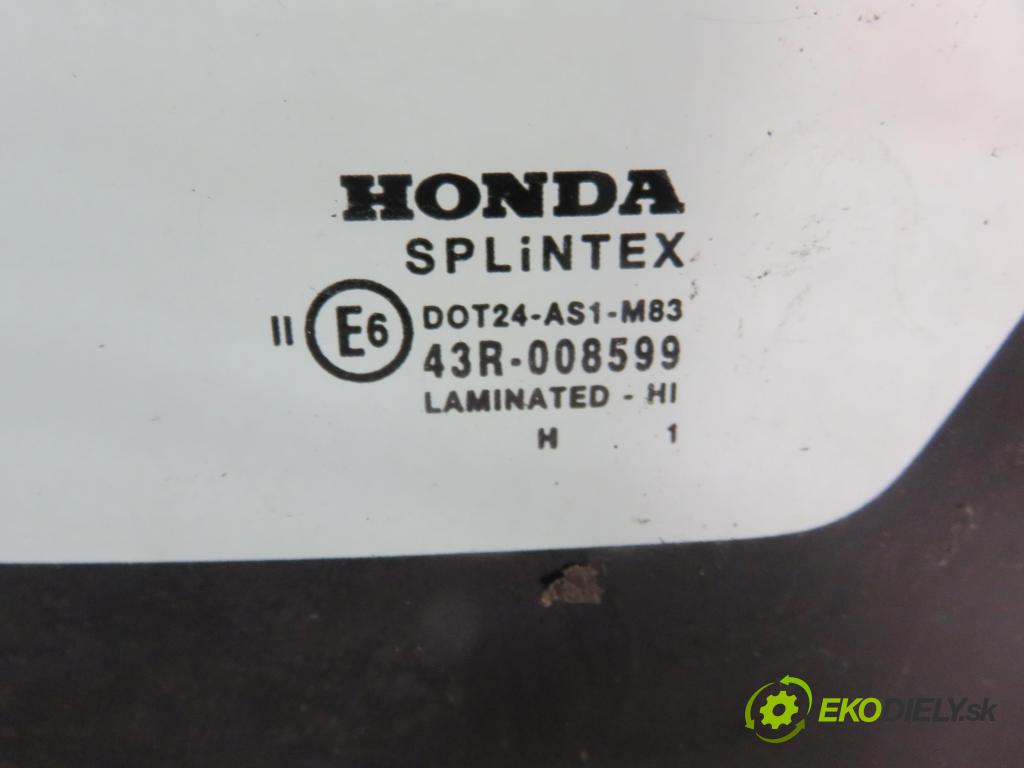 HONDA
SPLiNTEX
II E6 DOT24-AS1-M83
43R-008599
LAMINATED - HI
H 1
EKODIELY.sk